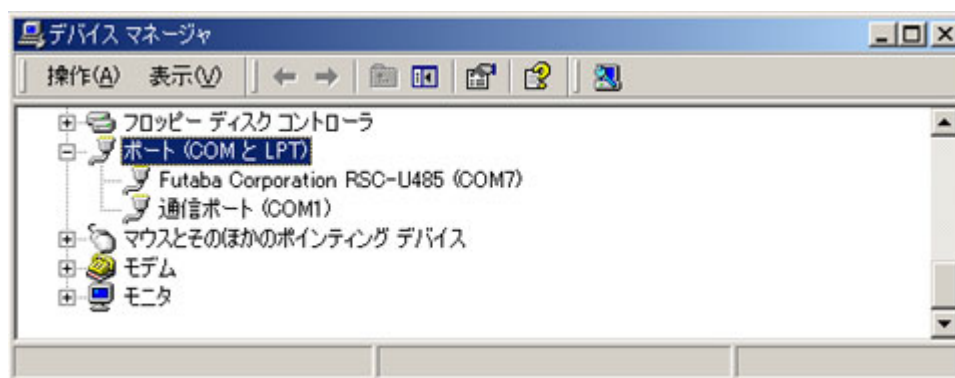 デバイス マネージャ
操作(A) 表示(V)
フロッピー ディスク コントローラ
ポート (COM と LPT)
Futaba Corporation RSC-U485 (COM7)
通信ポート (COM1)
マウスとそのほかのポインティング デバイス
モデム
モニタ